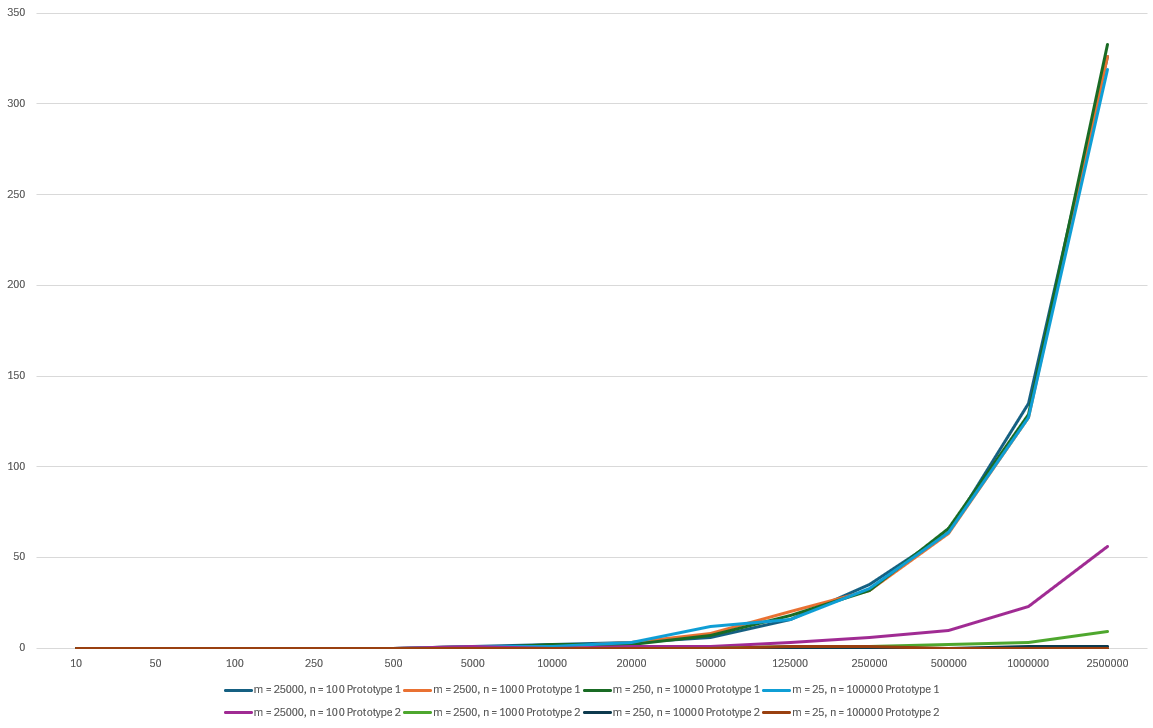 350
300
250
200
150
100
50
0
10 50 100 250 500 5000 10000 20000 50000 125000 250000 500000 1000000 2500000
m = 25000, n = 100 Prototype 1 m = 2500, n = 1000 Prototype 1 m = 250, n = 10000 Prototype 1 m = 25, n = 100000 Prototype 1
m = 25000, n = 100 Prototype 2 m = 2500, n = 1000 Prototype 2 m = 250, n = 10000 Prototype 2 m = 25, n = 100000 Prototype 2